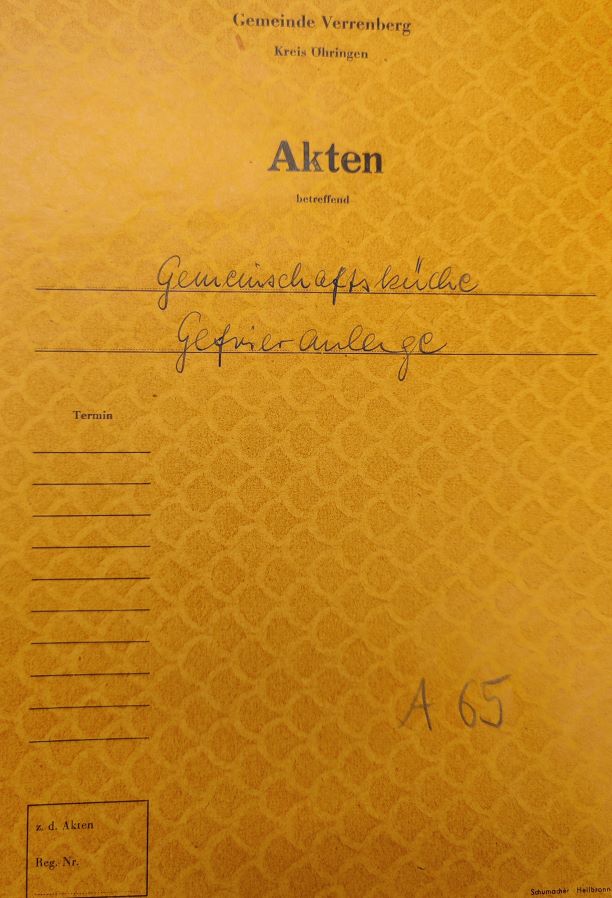 Gemeinde Verrenberg
Kreis Öhringen
Akten
betreffend
Gemeinschaftsküche
Gefrieranlage
Termin
A 65
z. d. Akten
Reg. Nr.
Schumacher Heilbronn